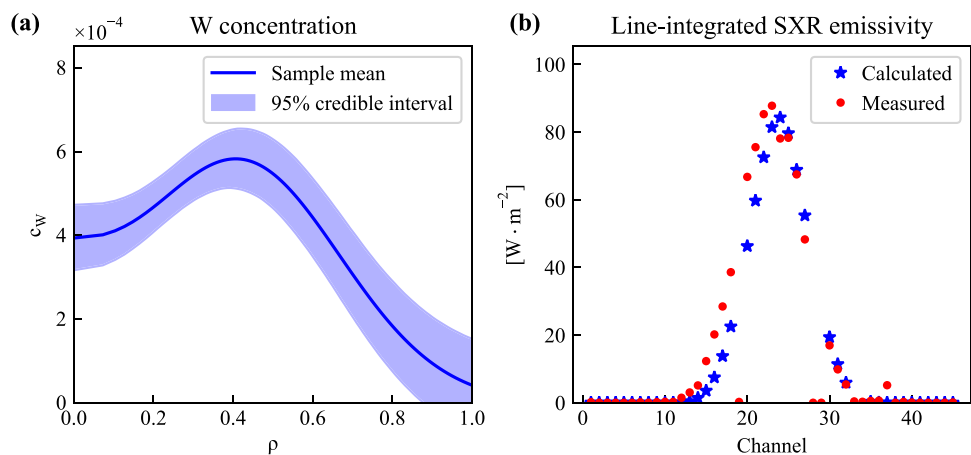 (a)
W concentration
×10⁻⁴
Sample mean
95% credible interval
c_W
8
6
4
2
0
0.0 0.2 0.4 0.6 0.8 1.0
ρ
(b)
Line-integrated SXR emissivity
Calculated
Measured
[W · m⁻²]
100
80
60
40
20
0
0 10 20 30 40
Channel